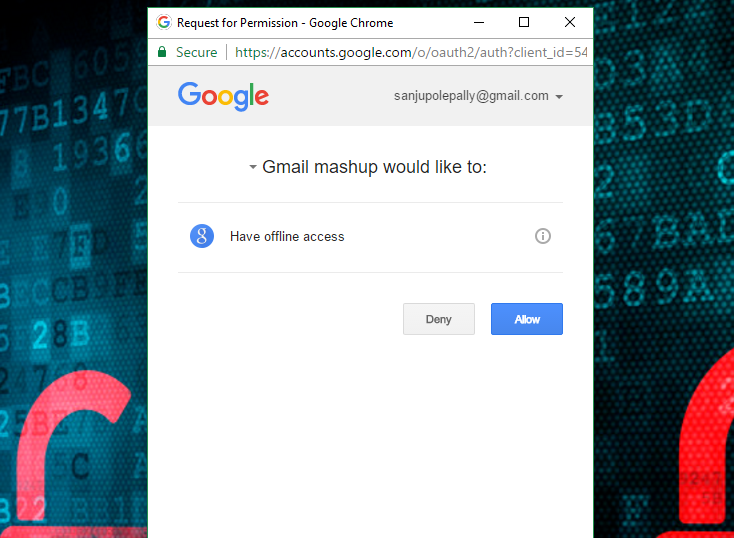 Request for Permission - Google Chrome
Secure | https://accounts.google.com/o/oauth2/auth?client_id=54
Google
sanjupolepally@gmail.com
Gmail mashup would like to:
g Have offline access
Deny Allow